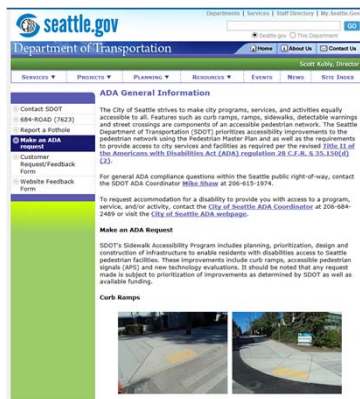 Departments | Services | Staff Directory | My.Seattle.Gov
seattle.gov
GO
Seattle.gov This Department
Department of Transportation
Home About Us Contact Us
Scott Kubly, Director
SERVICES PROJECTS PLANNING RESOURCES EVENTS NEWS SITE INDEX
Contact SDOT
684-ROAD (7623)
Report a Pothole
Make an ADA
request
Customer
Request/Feedback
Form
Website Feedback
Form
ADA General Information
The City of Seattle strives to make city programs, services, and activities equally
accessible to all. Features such as curb ramps, ramps, sidewalks, detectable warnings
and street crossings are components of an accessible pedestrian network. The Seattle
Department of Transportation (SDOT) prioritizes accessibility improvements to the
pedestrian network using the Pedestrian Master Plan and as well as the requirements
to provide access to city services and facilities as required per the revised Title II of
the Americans with Disabilities Act (ADA) regulation 28 C.F.R. § 35.150(d)
(2).
For general ADA compliance questions within the Seattle public right-of-way, contact
the SDOT ADA Coordinator Mike Shaw at 206-615-1974.
To request accommodation for a disability to provide you with access to a program,
service, and/or activity, contact the City of Seattle ADA Coordinator at 206-684-
2489 or visit the City of Seattle ADA webpage.
Make an ADA Request
SDOT's Sidewalk Accessibility Program includes planning, prioritization, design and
construction of infrastructure to enable residents with disabilities access to Seattle
pedestrian facilities. These improvements include curb ramps, accessible pedestrian
signals (APS) and new technology evaluations. It should be noted that any request
made is subject to prioritization of improvements as determined by SDOT as well as
available funding.
Curb Ramps